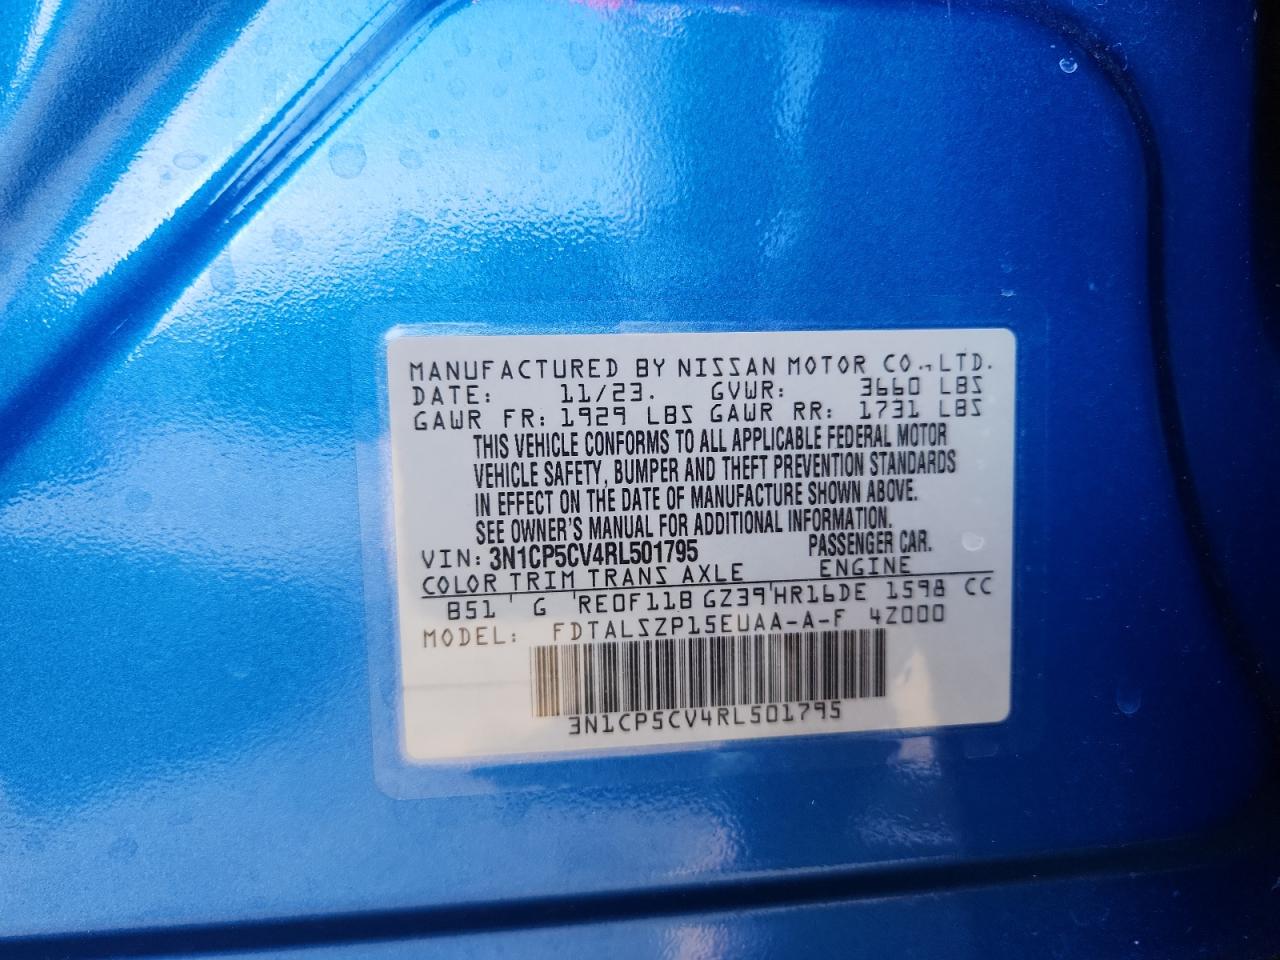 MANUFACTURED BY NISSAN MOTOR CO., LTD.
DATE: 11/23. GVWR: 3660 LBS
GAWR FR: 1929 LBS GAWR RR: 1731 LBS
THIS VEHICLE CONFORMS TO ALL APPLICABLE FEDERAL MOTOR
VEHICLE SAFETY, BUMPER AND THEFT PREVENTION STANDARDS
IN EFFECT ON THE DATE OF MANUFACTURE SHOWN ABOVE.
SEE OWNER'S MANUAL FOR ADDITIONAL INFORMATION.
VIN: 3N1CP5CV4RL501795 PASSENGER CAR.
COLOR TRIM TRANS AXLE ENGINE
B51 G RE0F11B GZ39 HR16DE 1598 CC
MODEL: FDTALSZP15EUAA-A-F 4Z000
3N1CP5CV4RL501795